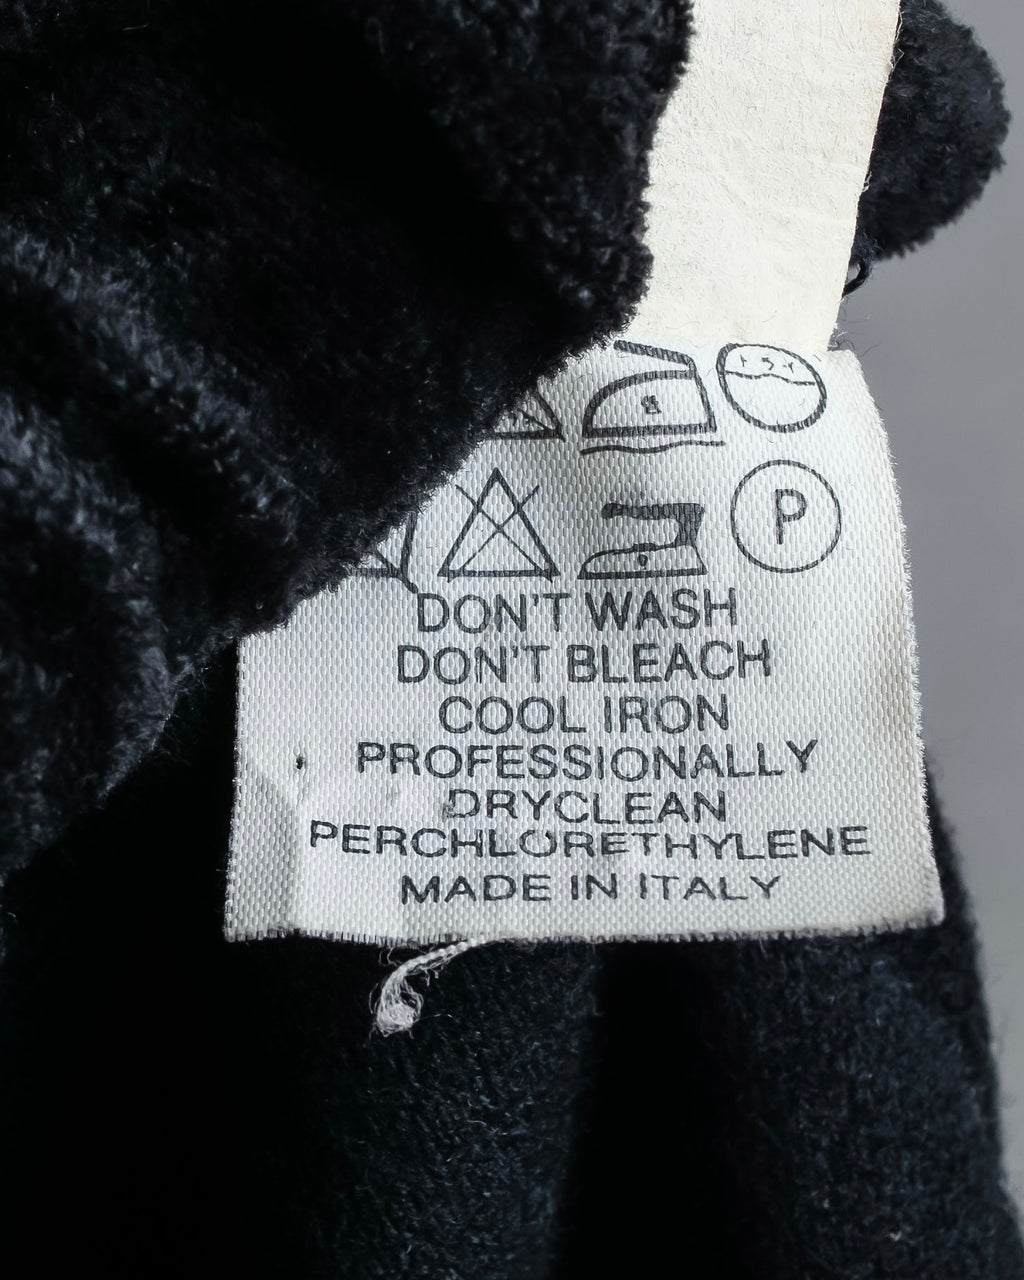 P
DON'T WASH
DON'T BLEACH
COOL IRON
PROFESSIONALLY
DRYCLEAN
PERCHLORETHYLENE
MADE IN ITALY